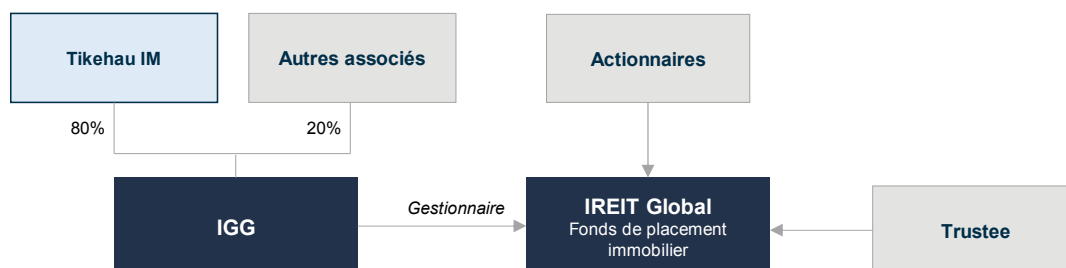 Tikehau IM
Autres associés
Actionnaires
80%
20%
IGG
Gestionnaire
IREIT Global
Fonds de placement
immobilier
Trustee